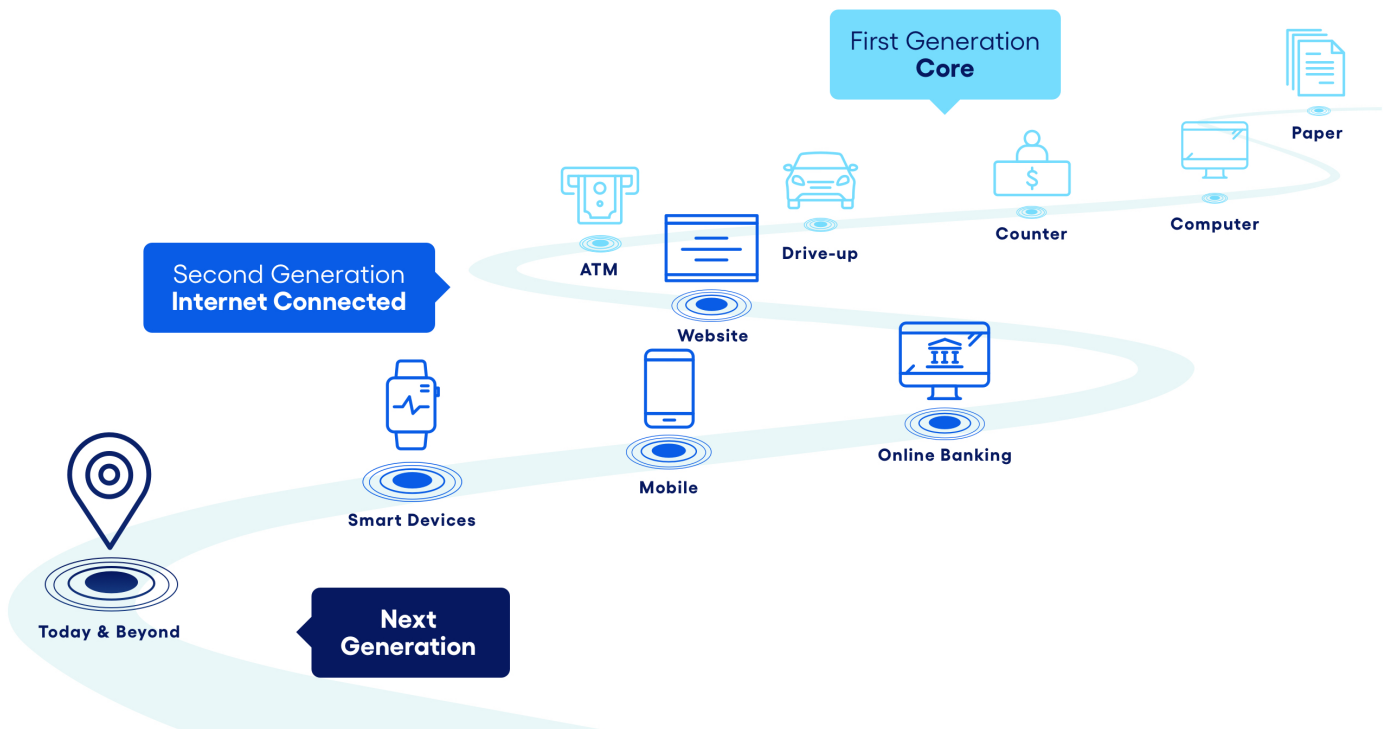 First Generation
Core
Paper
Computer
Counter
Drive-up
ATM
Second Generation
Internet Connected
Website
Online Banking
Mobile
Smart Devices
Today & Beyond
Next
Generation
$